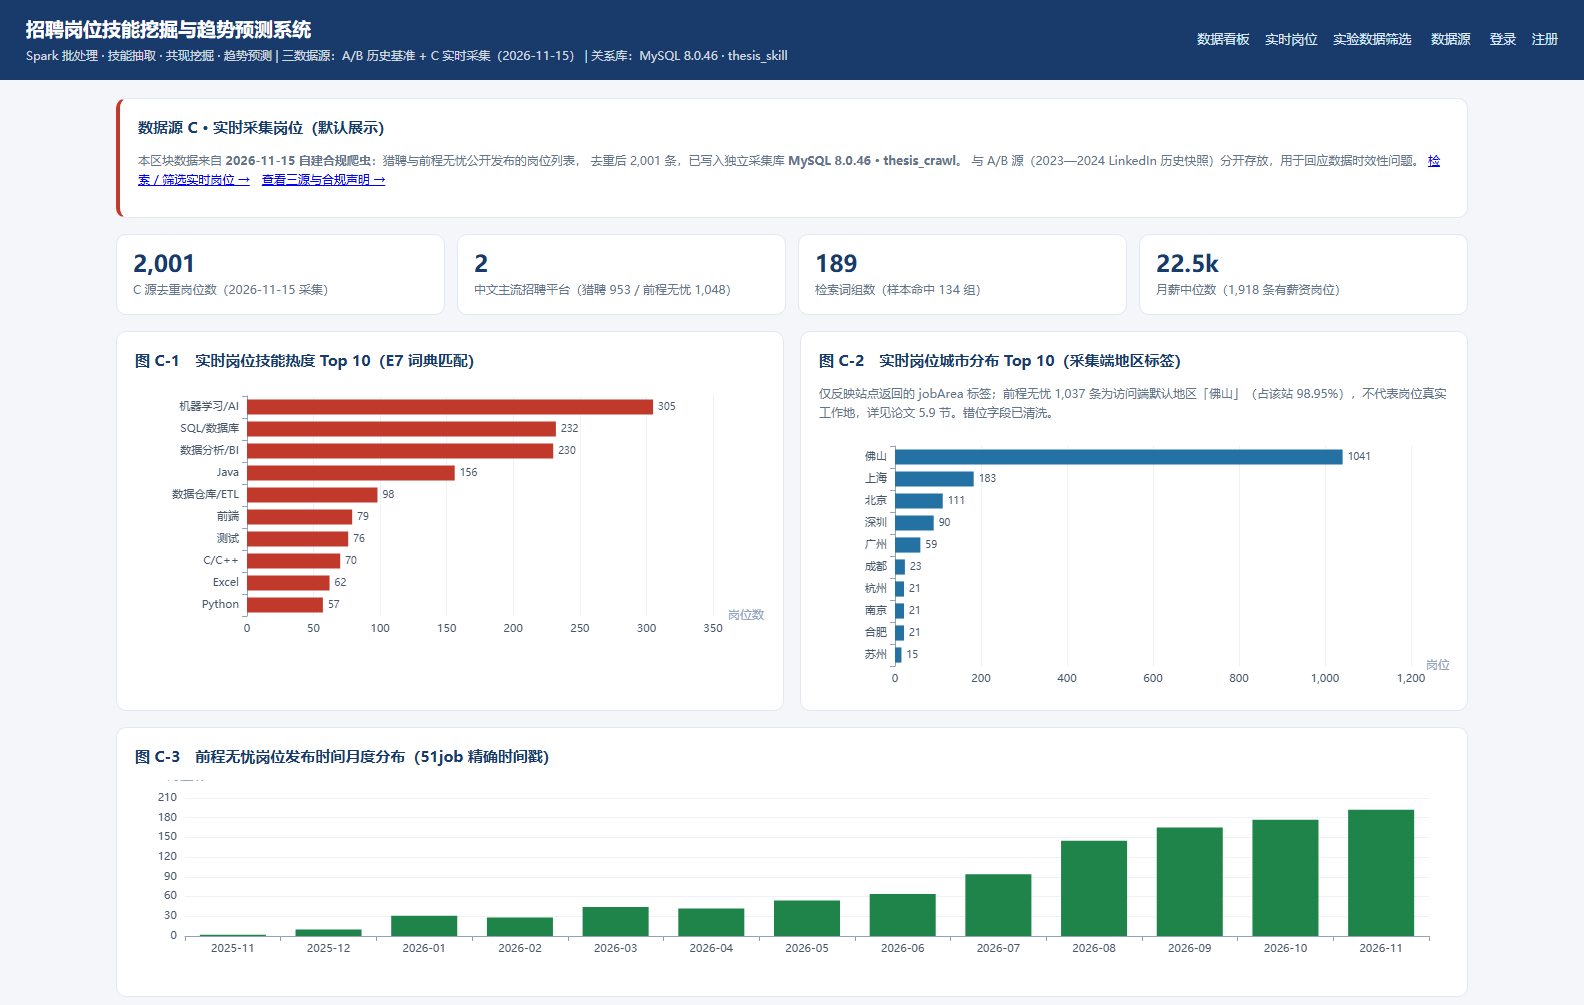 招聘岗位技能挖掘与趋势预测系统
Spark 批处理 · 技能抽取 · 共现挖掘 · 趋势预测 | 三数据源：A/B 历史基准 + C 实时采集（2026-11-15） | 关系库：MySQL 8.0.46 · thesis_skill
数据看板 实时岗位 实验数据筛选 数据源 登录 注册
数据源 C • 实时采集岗位（默认展示）
本区块数据来自 2026-11-15 自建合规爬虫：猎聘与前程无忧公开发布的岗位列表， 去重后 2,001 条，已写入独立采集库 MySQL 8.0.46 • thesis_crawl。 与 A/B 源（2023—2024 LinkedIn 历史快照）分开存放，用于回应数据时效性问题。 检
索 / 筛选实时岗位 → 查看三源与合规声明 →
2,001
C 源去重岗位数（2026-11-15 采集）
2
中文主流招聘平台（猎聘 953 / 前程无忧 1,048）
189
检索词组数（样本命中 134 组）
22.5k
月薪中位数（1,918 条有薪资岗位）
图 C-1 实时岗位技能热度 Top 10（E7 词典匹配）
机器学习/AI 305
SQL/数据库 232
数据分析/BI 230
Java 156
数据仓库/ETL 98
前端 79
测试 76
C/C++ 70
Excel 62
Python 57
岗位数
0 50 100 150 200 250 300 350
图 C-2 实时岗位城市分布 Top 10（采集端地区标签）
仅反映站点返回的 jobArea 标签；前程无忧 1,037 条为访问端默认地区「佛山」（占该站 98.95%），不代表岗位真实
工作地，详见论文 5.9 节。错位字段已清洗。
佛山 1041
上海 183
北京 111
深圳 90
广州 59
成都 23
杭州 21
南京 21
合肥 21
苏州 15
岗位
0 200 400 600 800 1,000 1,200
图 C-3 前程无忧岗位发布时间月度分布（51job 精确时间戳）
210
180
150
120
90
60
30
0
2025-11 2025-12 2026-01 2026-02 2026-03 2026-04 2026-05 2026-06 2026-07 2026-08 2026-09 2026-10 2026-11